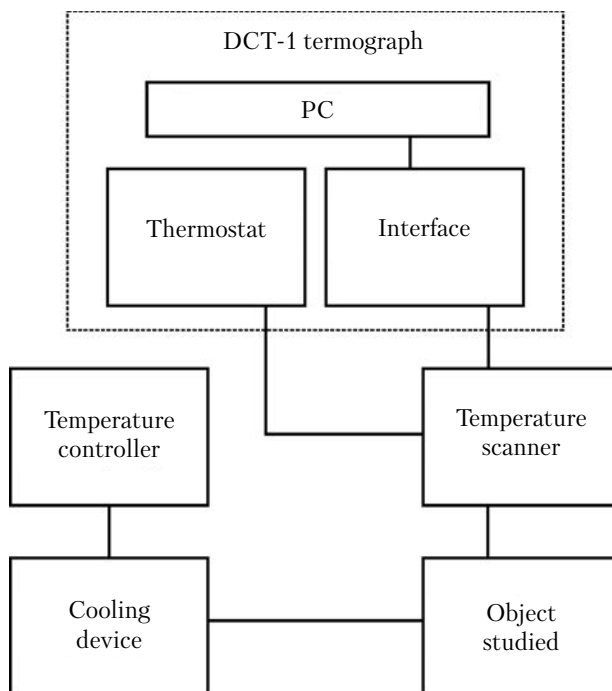 DCT-1 termograph
PC
Thermostat
Interface
Temperature
controller
Temperature
scanner
Cooling
device
Object
studied